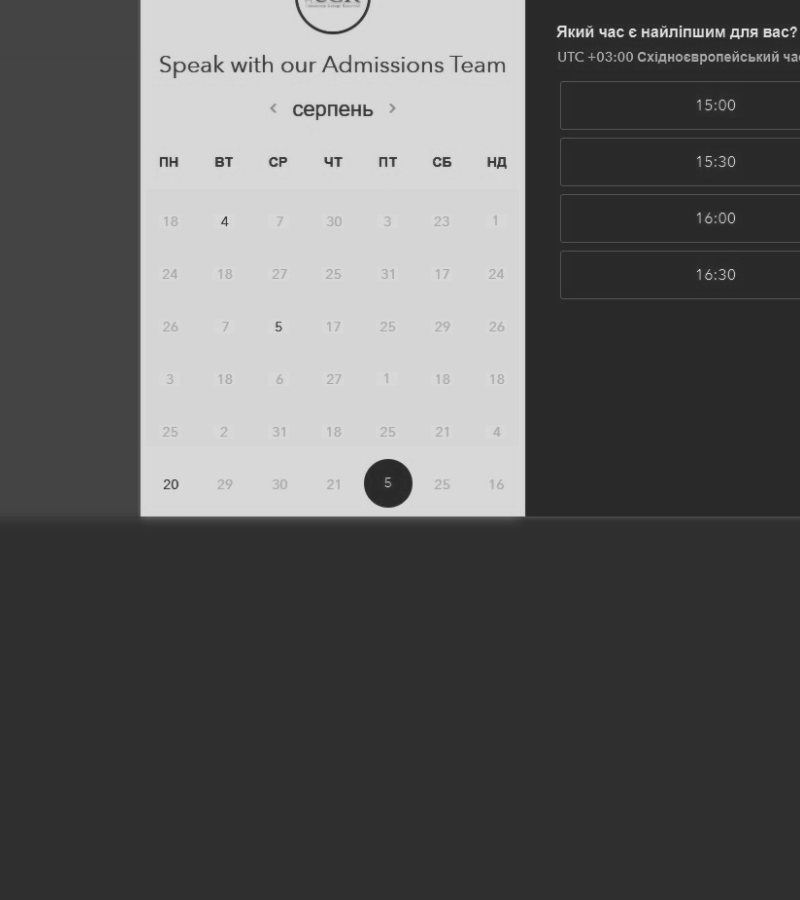 Speak with our Admissions Team
серпень
ПН ВТ СР ЧТ ПТ СБ НД
18 4 7 30 3 23 1
24 18 27 25 31 17 24
26 7 5 17 25 29 26
3 18 6 27 1 18 18
25 2 31 18 25 21 4
20 29 30 21 5 25 16
Який час є найліпшим для вас?
UTC +03:00 Східноєвропейський
15:00
15:30
16:00
16:30